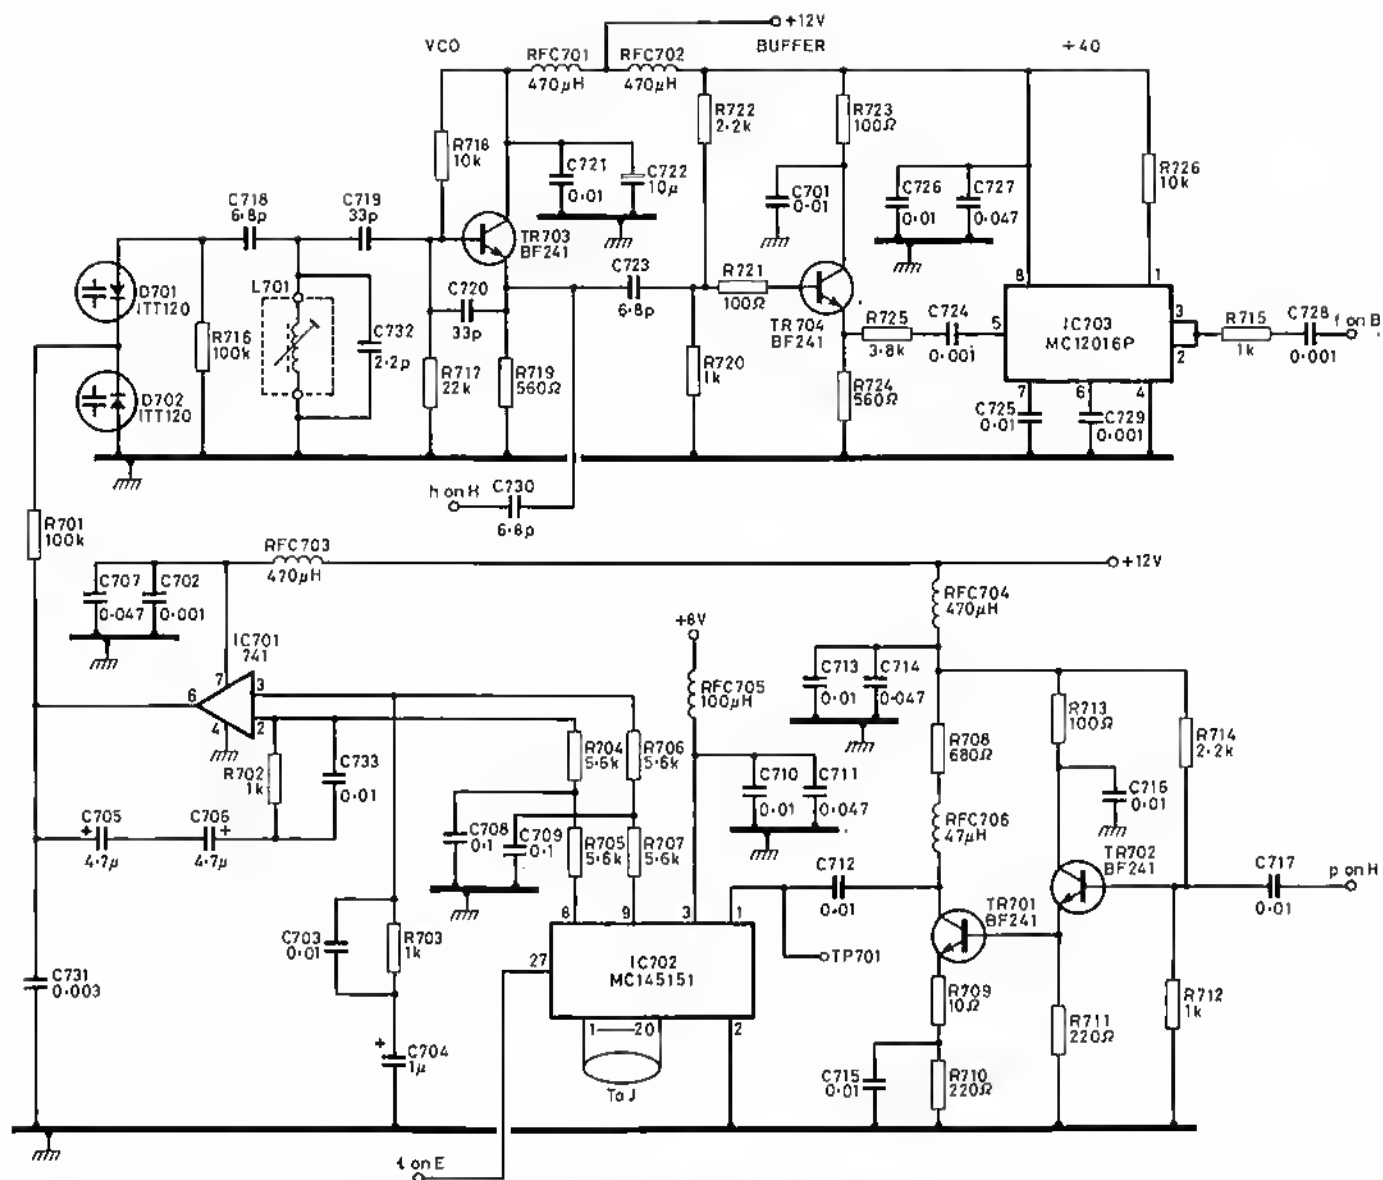 +12V
VCO
RFC701
470µH
RFC702
470µH
BUFFER
÷40
R718
10k
C721
0·01
C722
10µ
R722
2·2k
R723
100Ω
C701
0·01
C726
0·01
C727
0·047
R726
10k
C718
6·8p
C719
33p
TR703
BF241
D701
ITT120
L701
C720
33p
C723
6·8p
R721
100Ω
TR704
BF241
8
1
5
IC703
MC12016P
3
2
R715
1k
C728
0·001
f on B
R716
100k
C732
2·2p
R725
3·8k
C724
0·001
D702
ITT120
R717
22k
R719
560Ω
R720
1k
R724
560Ω
7
6
4
C725
0·01
C729
0·001
h on H
C730
6·8p
R701
100k
RFC703
470µH
+12V
C707
0·047
C702
0·001
RFC704
470µH
+8V
IC701
741
7
6
3
2
4
RFC705
100µH
C713
0·01
C714
0·047
R713
100Ω
R708
680Ω
R714
2·2k
R702
1k
C733
0·01
R704
5·6k
R706
5·6k
C710
0·01
C711
0·047
C716
0·01
C705
+
4·7µ
C706
+
4·7µ
C708
0·1
C709
0·1
R705
5·6k
R707
5·6k
RFC706
47µH
C712
0·01
TR702
BF241
C717
0·01
p on H
8
9
3
1
TR701
BF241
C703
0·01
R703
1k
27
IC702
MC145151
TP701
C731
0·003
R709
10Ω
R712
1k
1—20
2
R711
220Ω
+
C704
1µ
To J
C715
0·01
R710
220Ω
on E